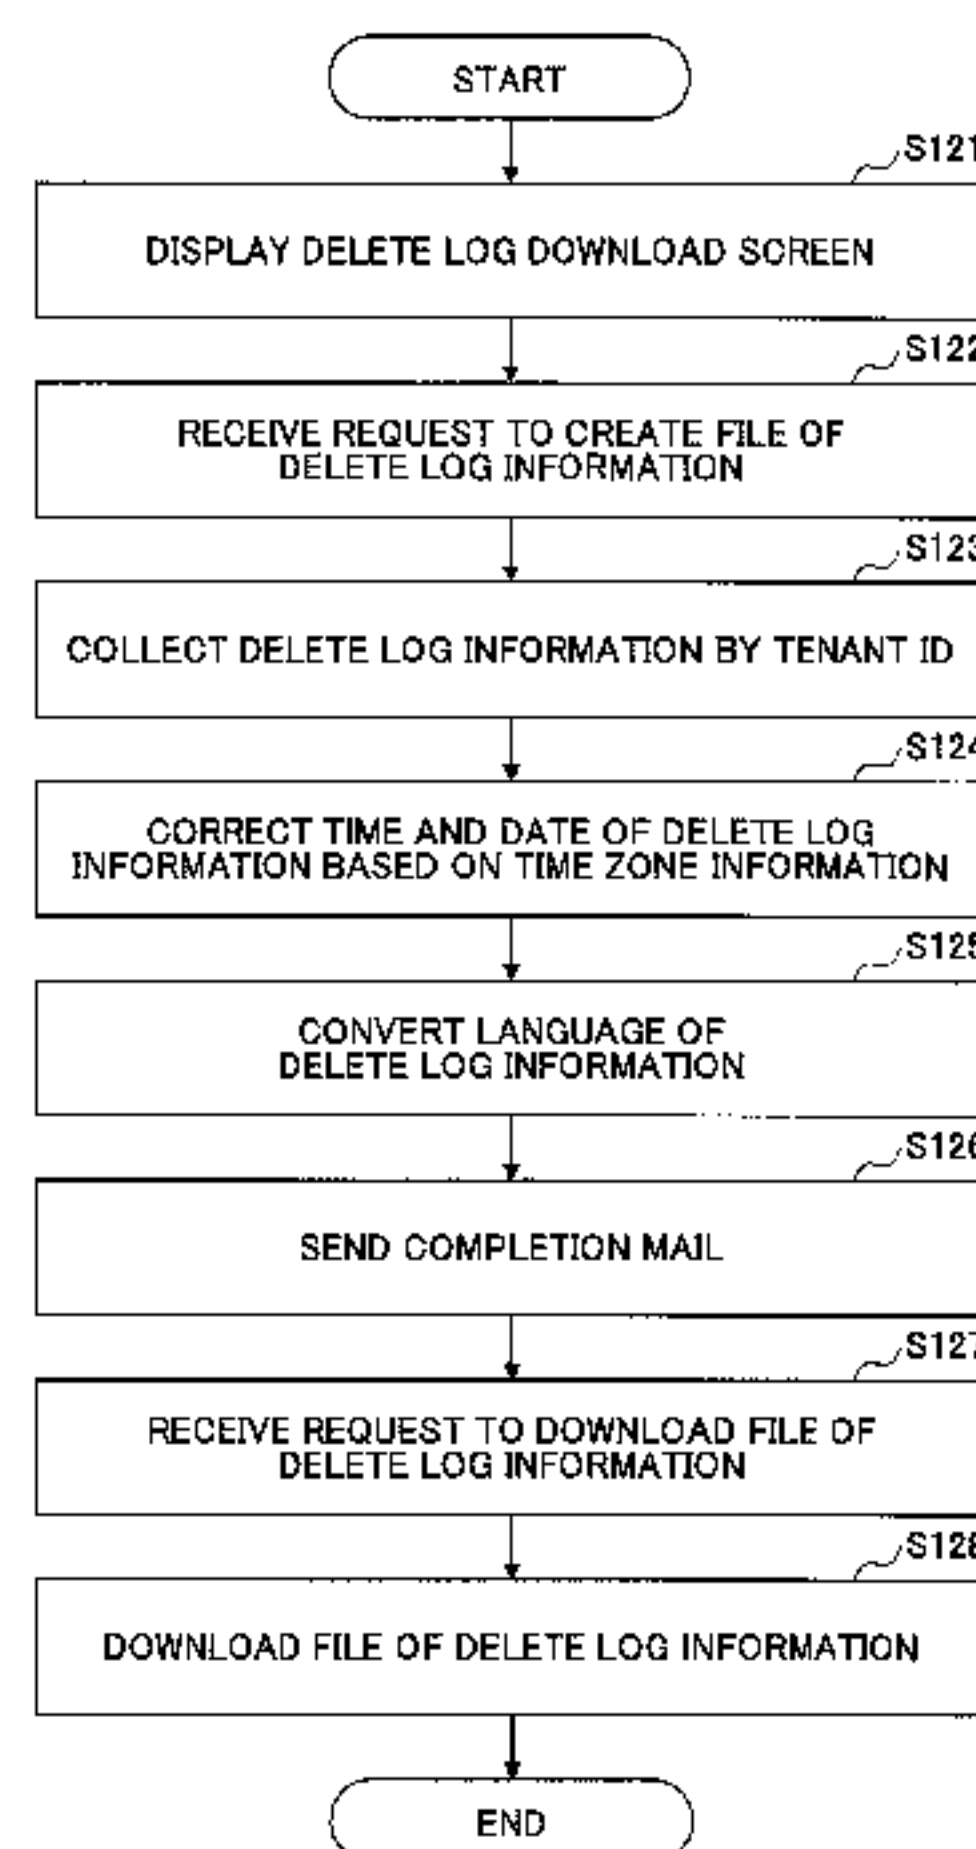 START
S121
DISPLAY DELETE LOG DOWNLOAD SCREEN
S122
RECEIVE REQUEST TO CREATE FILE OF
DELETE LOG INFORMATION
S123
COLLECT DELETE LOG INFORMATION BY TENANT ID
S124
CORRECT TIME AND DATE OF DELETE LOG
INFORMATION BASED ON TIME ZONE INFORMATION
S125
CONVERT LANGUAGE OF
DELETE LOG INFORMATION
S126
SEND COMPLETION MAIL
S127
RECEIVE REQUEST TO DOWNLOAD FILE OF
DELETE LOG INFORMATION
S128
DOWNLOAD FILE OF DELETE LOG INFORMATION
END